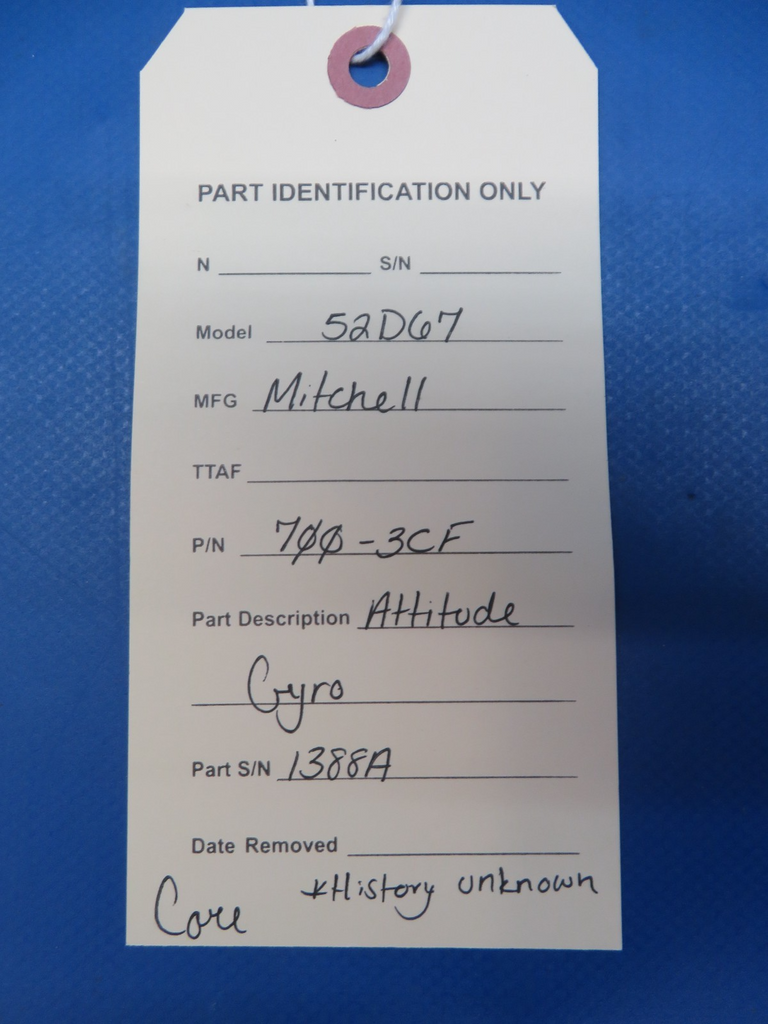 PART IDENTIFICATION ONLY
N S/N
Model 52D67
MFG Mitchell
TTAF
P/N 700-3CF
Part Description Attitude
Gyro
Part S/N 1388A
Date Removed
*History unknown
Core